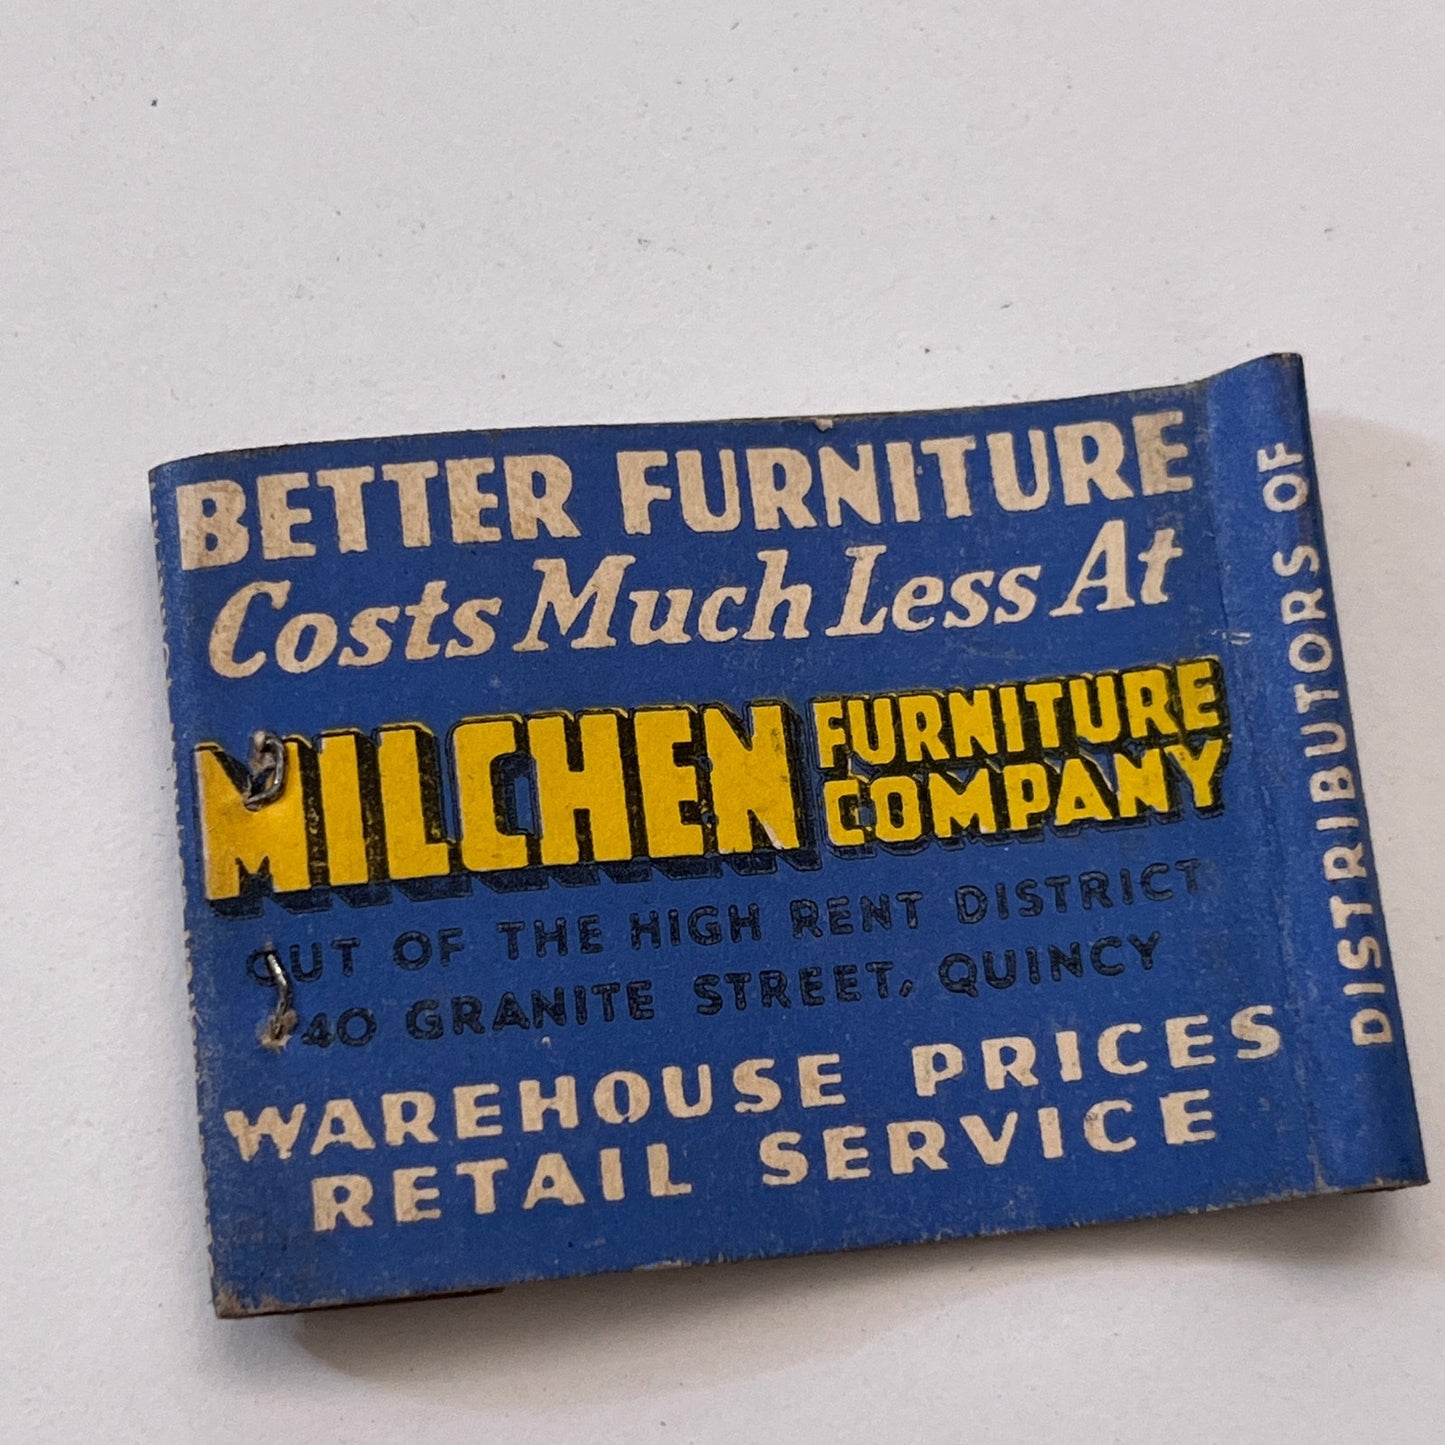 BETTER FURNITURE
Costs Much Less At
MILCHEN FURNITURE COMPANY
OUT OF THE HIGH RENT DISTRICT
40 GRANITE STREET, QUINCY
WAREHOUSE PRICES
RETAIL SERVICE
DISTRIBUTORS OF